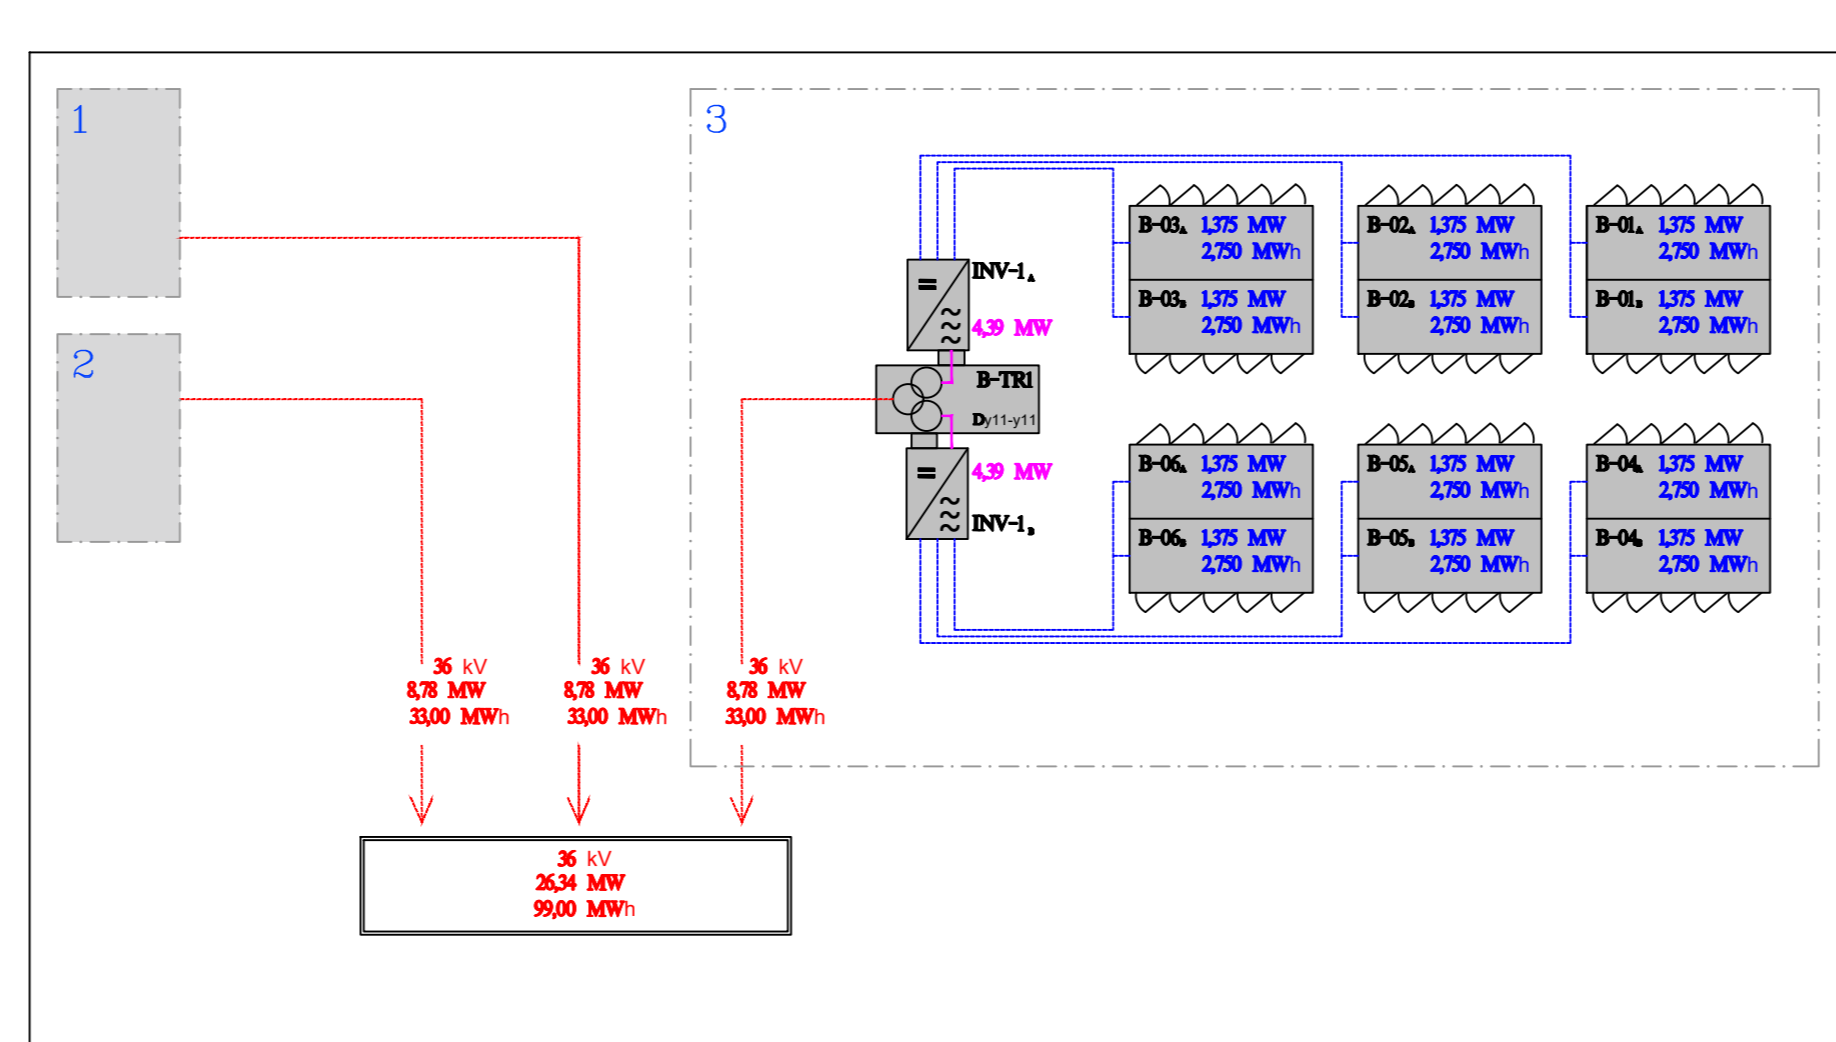 1
2
3
B-03A 1,375 MW
2,750 MWh
B-03B 1,375 MW
2,750 MWh
B-02A 1,375 MW
2,750 MWh
B-02B 1,375 MW
2,750 MWh
B-01A 1,375 MW
2,750 MWh
B-01B 1,375 MW
2,750 MWh
INV-1A
4,39 MW
B-TR1
Dy11-y11
4,39 MW
INV-1B
B-06A 1,375 MW
2,750 MWh
B-06B 1,375 MW
2,750 MWh
B-05A 1,375 MW
2,750 MWh
B-05B 1,375 MW
2,750 MWh
B-04A 1,375 MW
2,750 MWh
B-04B 1,375 MW
2,750 MWh
36 kV
8,78 MW
33,00 MWh
36 kV
8,78 MW
33,00 MWh
36 kV
8,78 MW
33,00 MWh
36 kV
26,34 MW
99,00 MWh